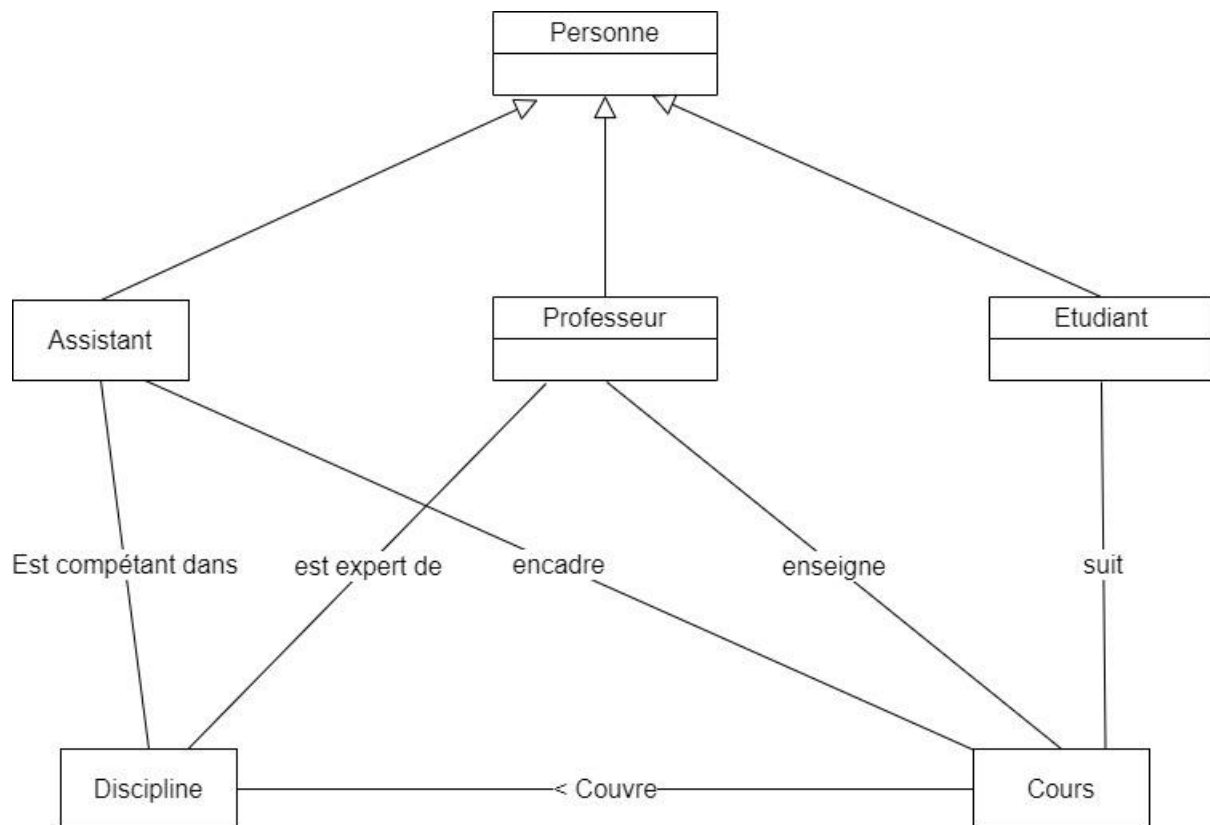 Personne
Assistant
Professeur
Etudiant
Est compétant dans
est expert de
encadre
enseigne
suit
Discipline
< Couvre
Cours